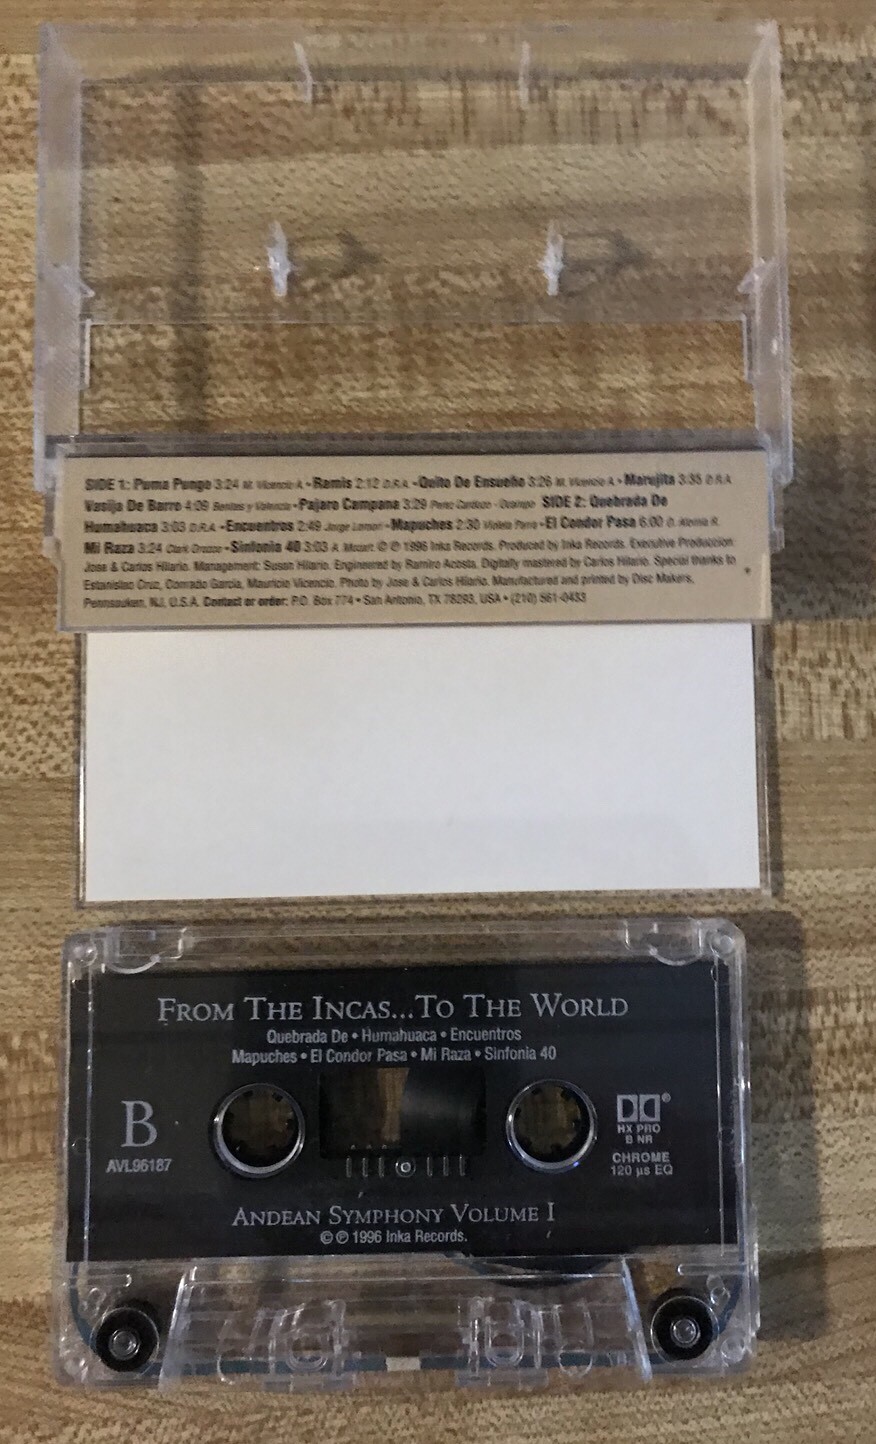 SIDE 1: Puma Pungo 3:24 M. Vicencio A. • Ramis 2:12 D.R.A. • Quito De Ensueño 3:26 M. Vicencio A. • Marujita 3:35 D.R.A.
Vasija De Barro 4:09 Benitas y Valencia • Pajaro Campana 3:29 Perez Cardozo - Ocampo SIDE 2: Quebrada De
Humahuaca 3:03 D.R.A. • Encuentros 2:49 Jorge • Mapuches 2:30 Violeta Parra • El Condor Pasa 6:00 D. Alomia R.
Mi Raza 3:24 Clark Orozco • Sinfonia 40 3:03 A. Mozart. © ℗ 1996 Inka Records. Produced by Inka Records. Executive Produccion:
Jose & Carlos Hilario. Management: Susan Hilario. Engineered by Ramiro Acosta. Digitally mastered by Carlos Hilario. Special thanks to
Estanislao Cruz, Conrado Garcia, Mauricio Vicencio. Photo by Jose & Carlos Hilario. Manufactured and printed by Disc Makers,
Pennsauken, NJ, U.S.A. Contact or order: P.O. Box 774 • San Antonio, TX 78293, USA • (210) 561-0433
FROM THE INCAS...TO THE WORLD
Quebrada De • Humahuaca • Encuentros
Mapuches • El Condor Pasa • Mi Raza • Sinfonia 40
B
AVL96187
HX PRO
B NR
CHROME
120 µs EQ
ANDEAN SYMPHONY VOLUME I
© ℗ 1996 Inka Records.